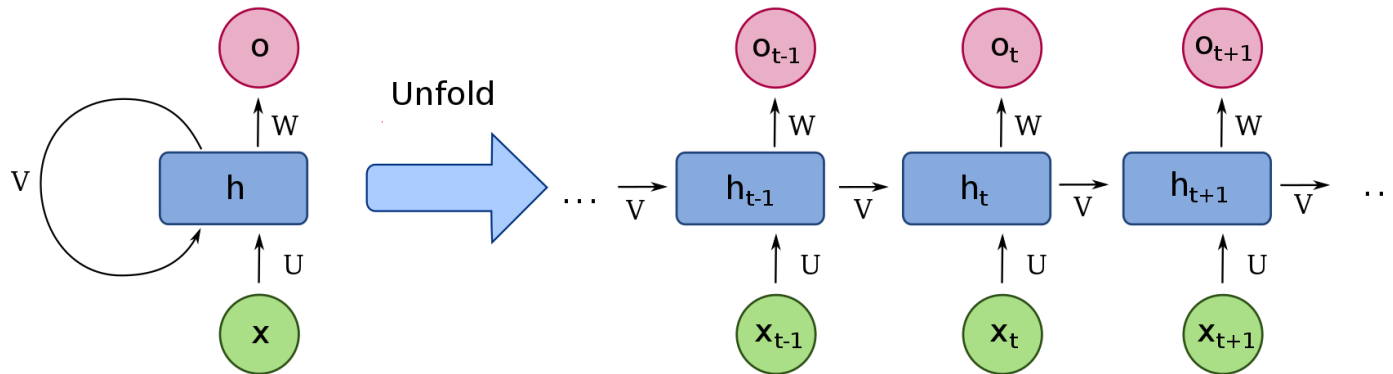 o
W
V
h
U
x
Unfold
...
V
o_{t-1}
W
h_{t-1}
V
U
x_{t-1}
o_t
W
h_t
V
U
x_t
o_{t+1}
W
h_{t+1}
V
U
x_{t+1}
...